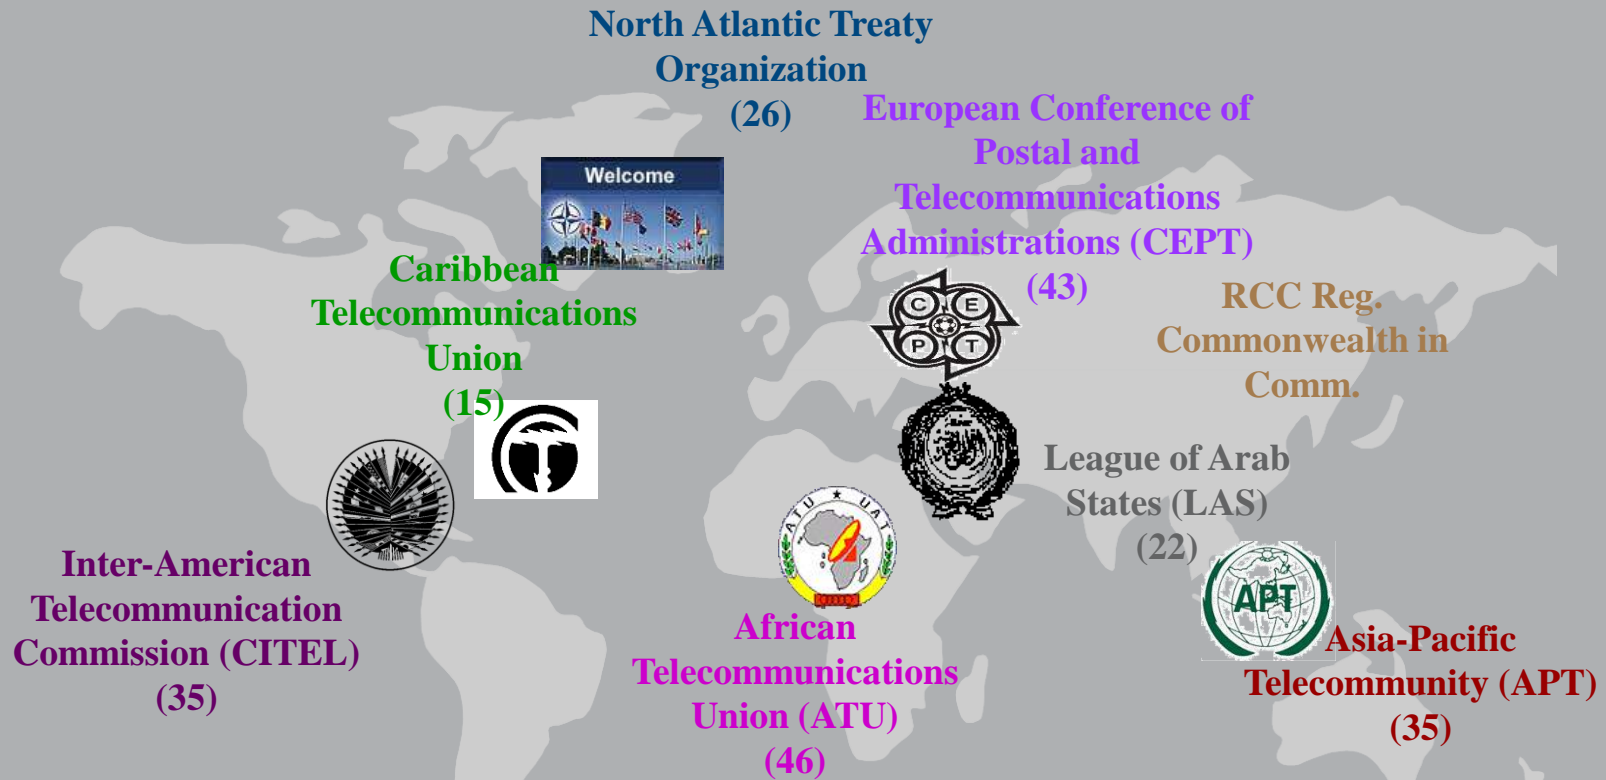 North Atlantic Treaty
Organization
(26)
European Conference of
Postal and
Telecommunications
Administrations (CEPT)
(43)
Welcome
Caribbean
Telecommunications
Union
(15)
C E
P T
RCC Reg.
Commonwealth in
Comm.
League of Arab
States (LAS)
(22)
ATU ★ UAT
APT
Inter-American
Telecommunication
Commission (CITEL)
(35)
African
Telecommunications
Union (ATU)
(46)
Asia-Pacific
Telecommunity (APT)
(35)